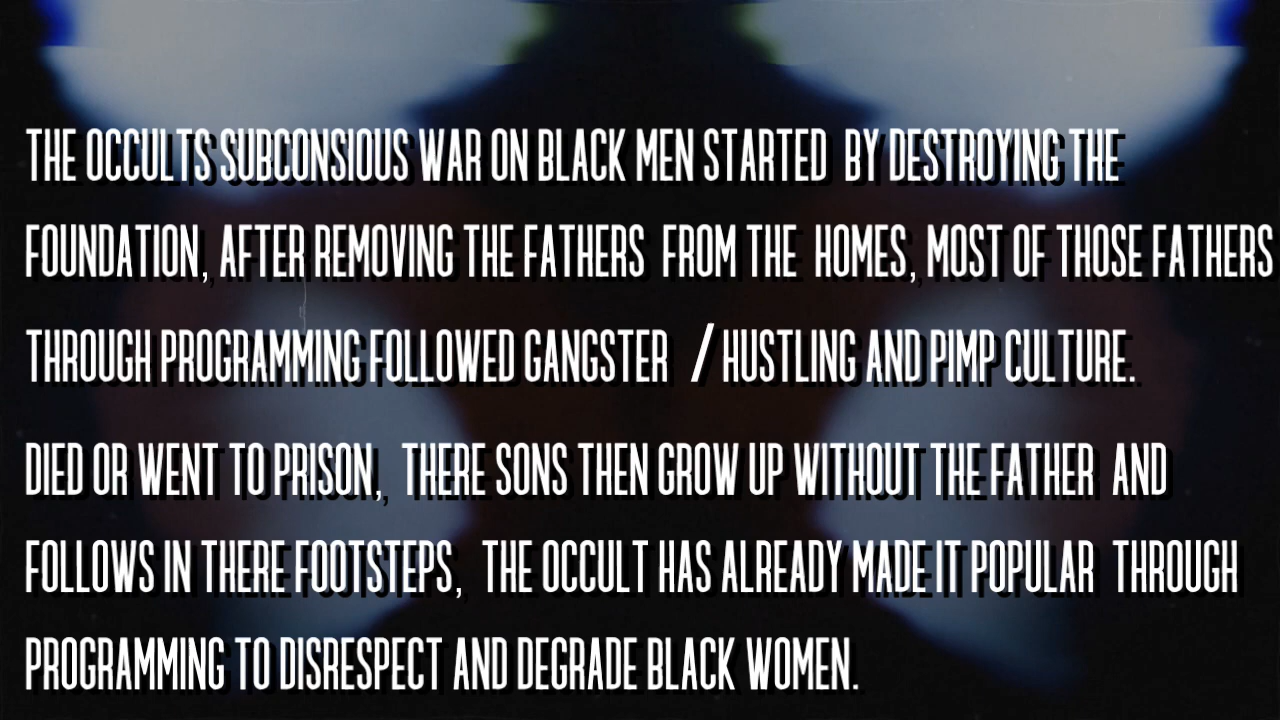 THE OCCULTS SUBCONSIOUS WAR ON BLACK MEN STARTED BY DESTROYING THE
FOUNDATION, AFTER REMOVING THE FATHERS FROM THE HOMES, MOST OF THOSE FATHERS
THROUGH PROGRAMMING FOLLOWED GANGSTER / HUSTLING AND PIMP CULTURE.
DIED OR WENT TO PRISON, THERE SONS THEN GROW UP WITHOUT THE FATHER AND
FOLLOWS IN THERE FOOTSTEPS, THE OCCULT HAS ALREADY MADE IT POPULAR THROUGH
PROGRAMMING TO DISRESPECT AND DEGRADE BLACK WOMEN.